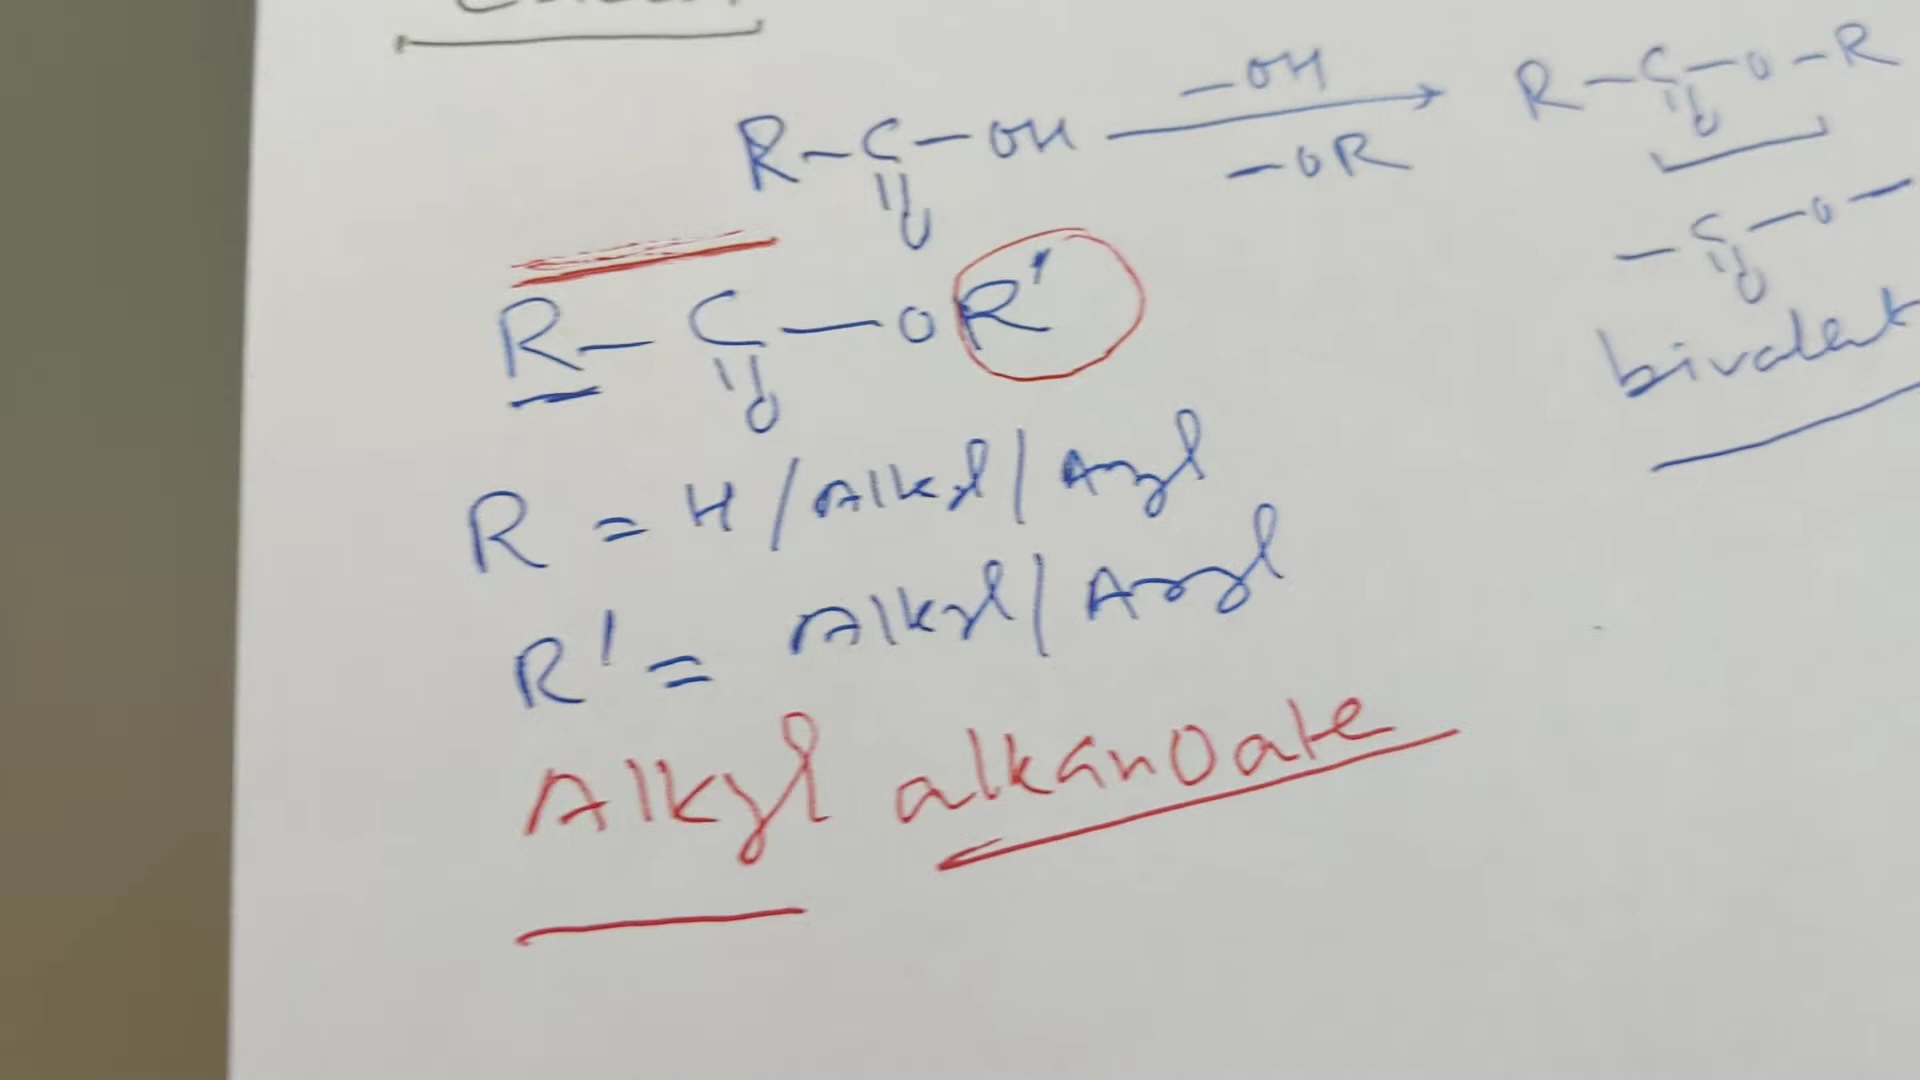 R-C-OH -OH → R-C-O-R
|| -OR ||
O O
R-C-OR' -C-O-
|| ||
O O
bivalent
R = H/Alkyl/Aryl
R' = Alkyl/Aryl
Alkyl alkanoate